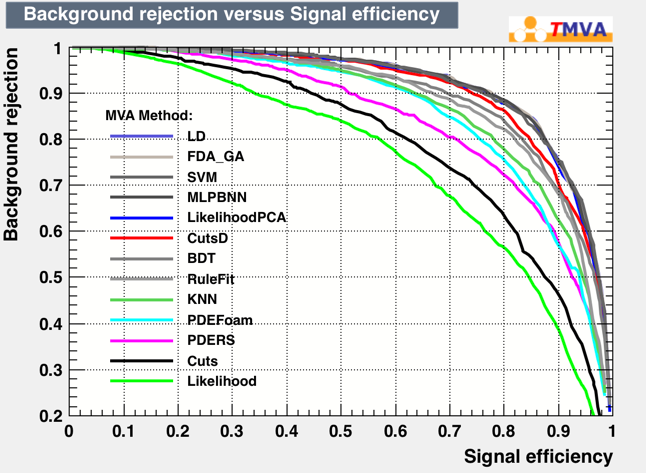 Background rejection versus Signal efficiency
TMVA
Background rejection
1
0.9
0.8
0.7
0.6
0.5
0.4
0.3
0.2
MVA Method:
LD
FDA_GA
SVM
MLPBNN
LikelihoodPCA
CutsD
BDT
RuleFit
KNN
PDEFoam
PDERS
Cuts
Likelihood
0 0.1 0.2 0.3 0.4 0.5 0.6 0.7 0.8 0.9 1
Signal efficiency